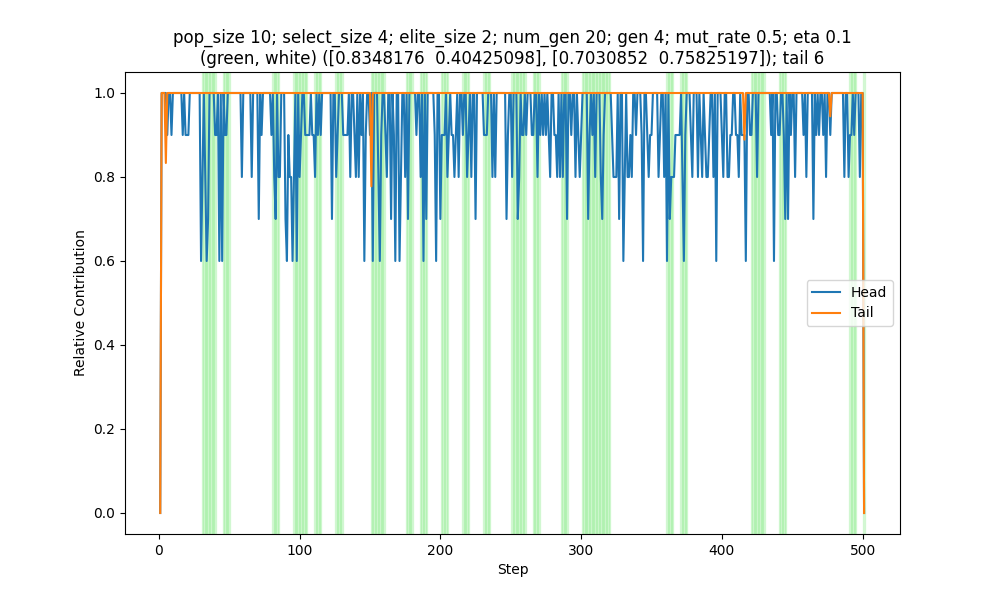 pop_size 10; select_size 4; elite_size 2; num_gen 20; gen 4; mut_rate 0.5; eta 0.1
(green, white) ([0.8348176  0.40425098], [0.7030852  0.75825197]); tail 6
1.0
0.8
0.6
0.4
0.2
0.0
Relative Contribution
Head
Tail
0
100
200
300
400
500
Step